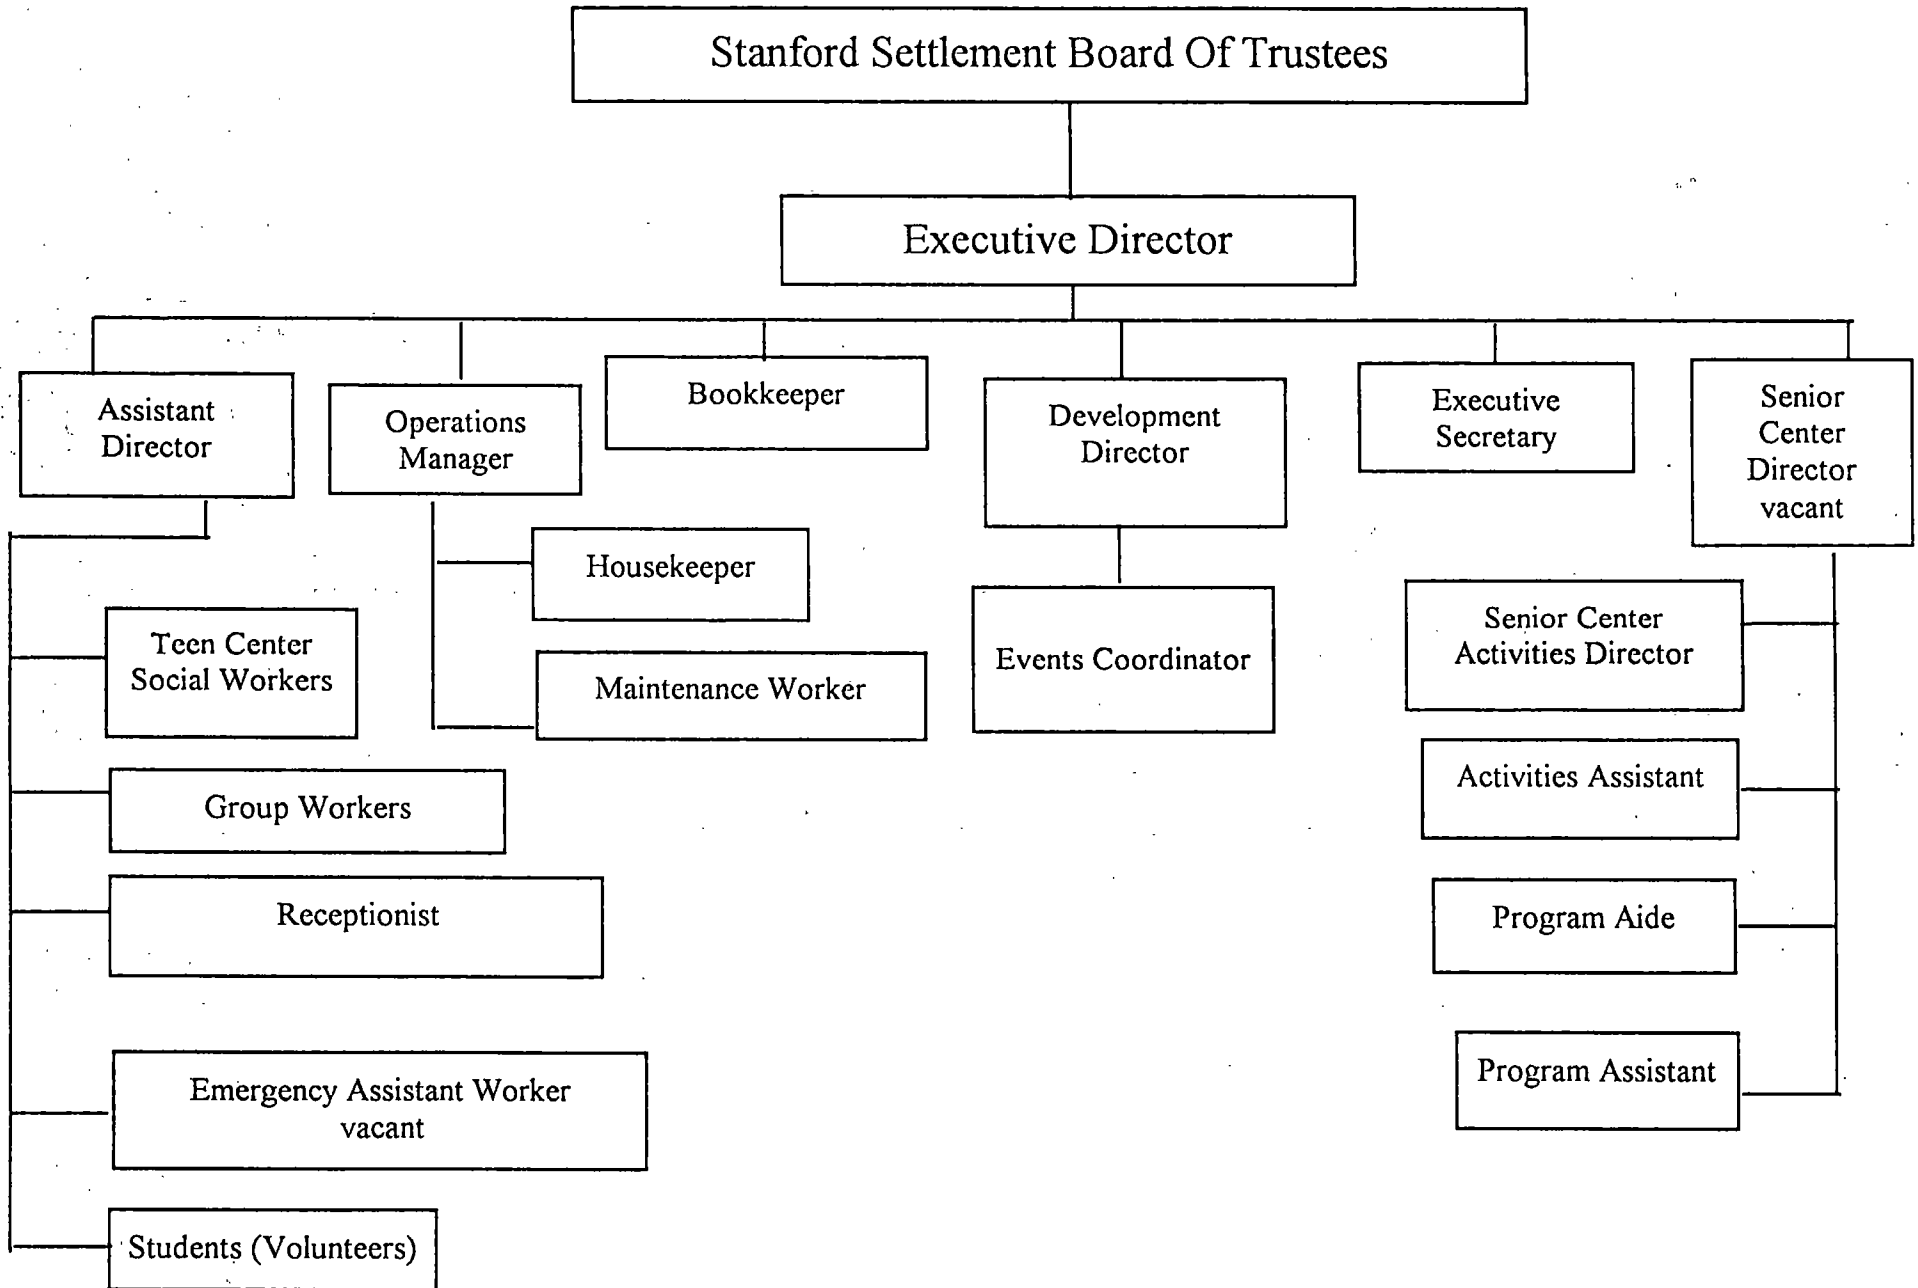 Stanford Settlement Board Of Trustees
Executive Director
Assistant
Director
Operations
Manager
Bookkeeper
Development
Director
Executive
Secretary
Senior
Center
Director
vacant
Teen Center
Social Workers
Group Workers
Receptionist
Emergency Assistant Worker
vacant
Students (Volunteers)
Housekeeper
Maintenance Worker
Events Coordinator
Senior Center
Activities Director
Activities Assistant
Program Aide
Program Assistant